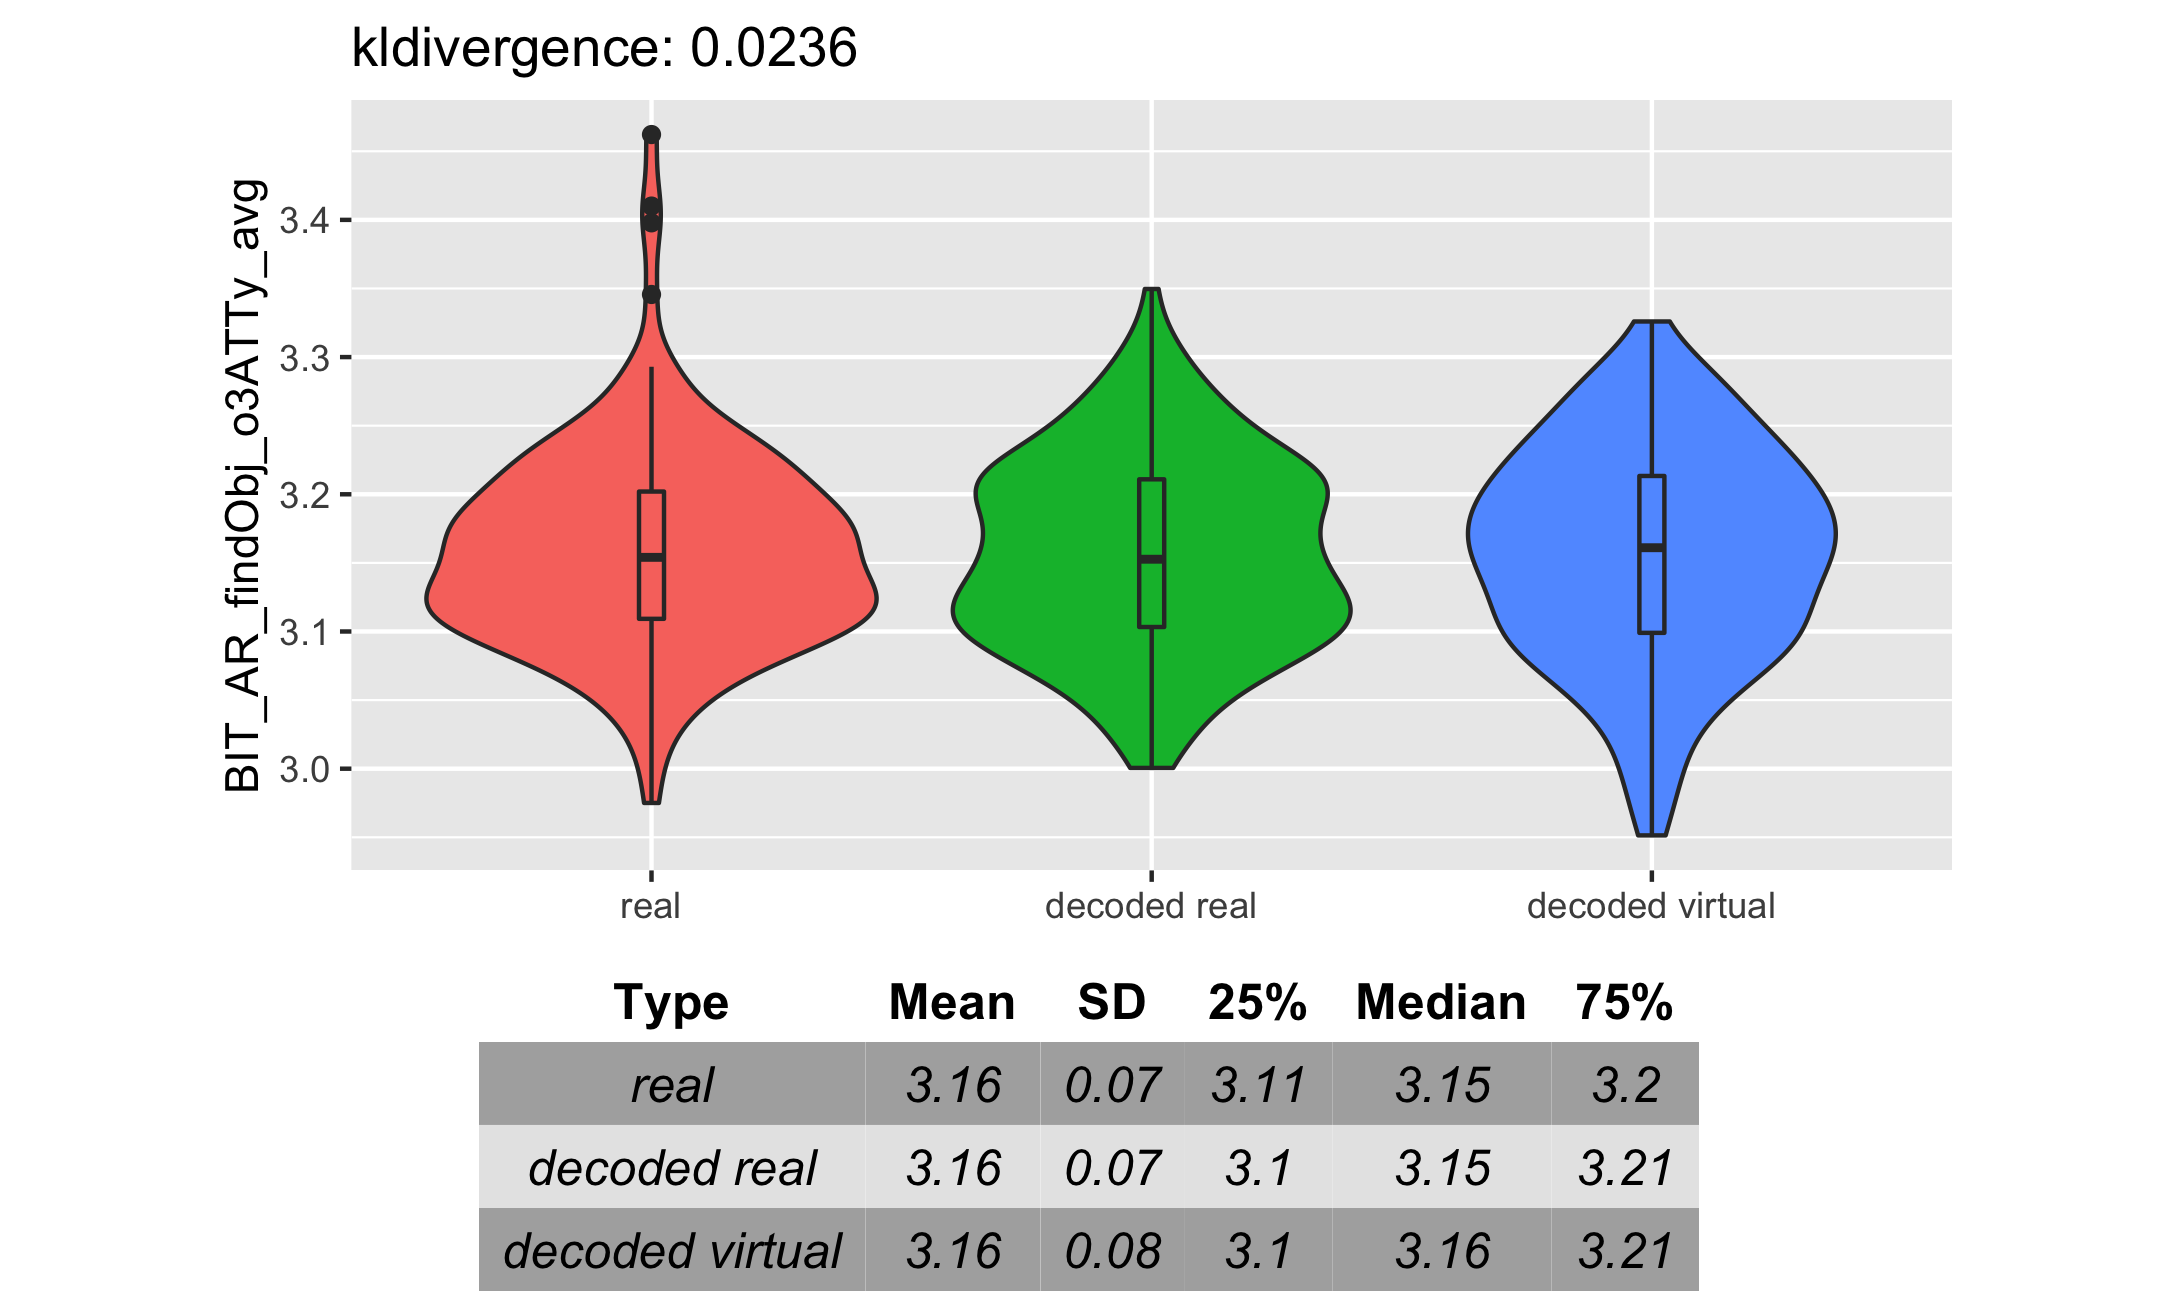 kldivergence: 0.0236
BIT_AR_findObj_o3ATTy_avg
3.4
3.3
3.2
3.1
3.0
real decoded real decoded virtual
Type Mean SD 25% Median 75%
real 3.16 0.07 3.11 3.15 3.2
decoded real 3.16 0.07 3.1 3.15 3.21
decoded virtual 3.16 0.08 3.1 3.16 3.21